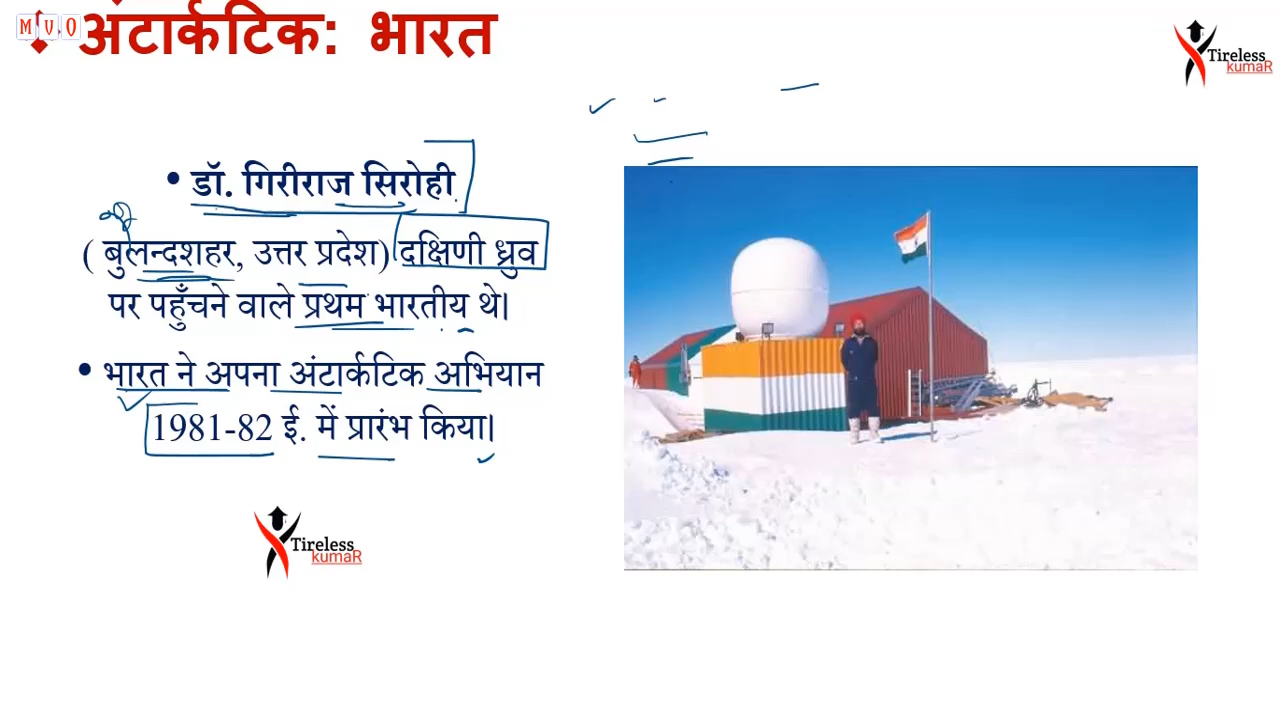 MVO
अंटार्कटिक: भारत
Tireless
kumaR
• डॉ. गिरीराज सिरोही
( बुलन्दशहर, उत्तर प्रदेश) दक्षिणी ध्रुव
पर पहुँचने वाले प्रथम भारतीय थे।
• भारत ने अपना अंटार्कटिक अभियान
1981-82 ई. में प्रारंभ किया।
Tireless
kumaR